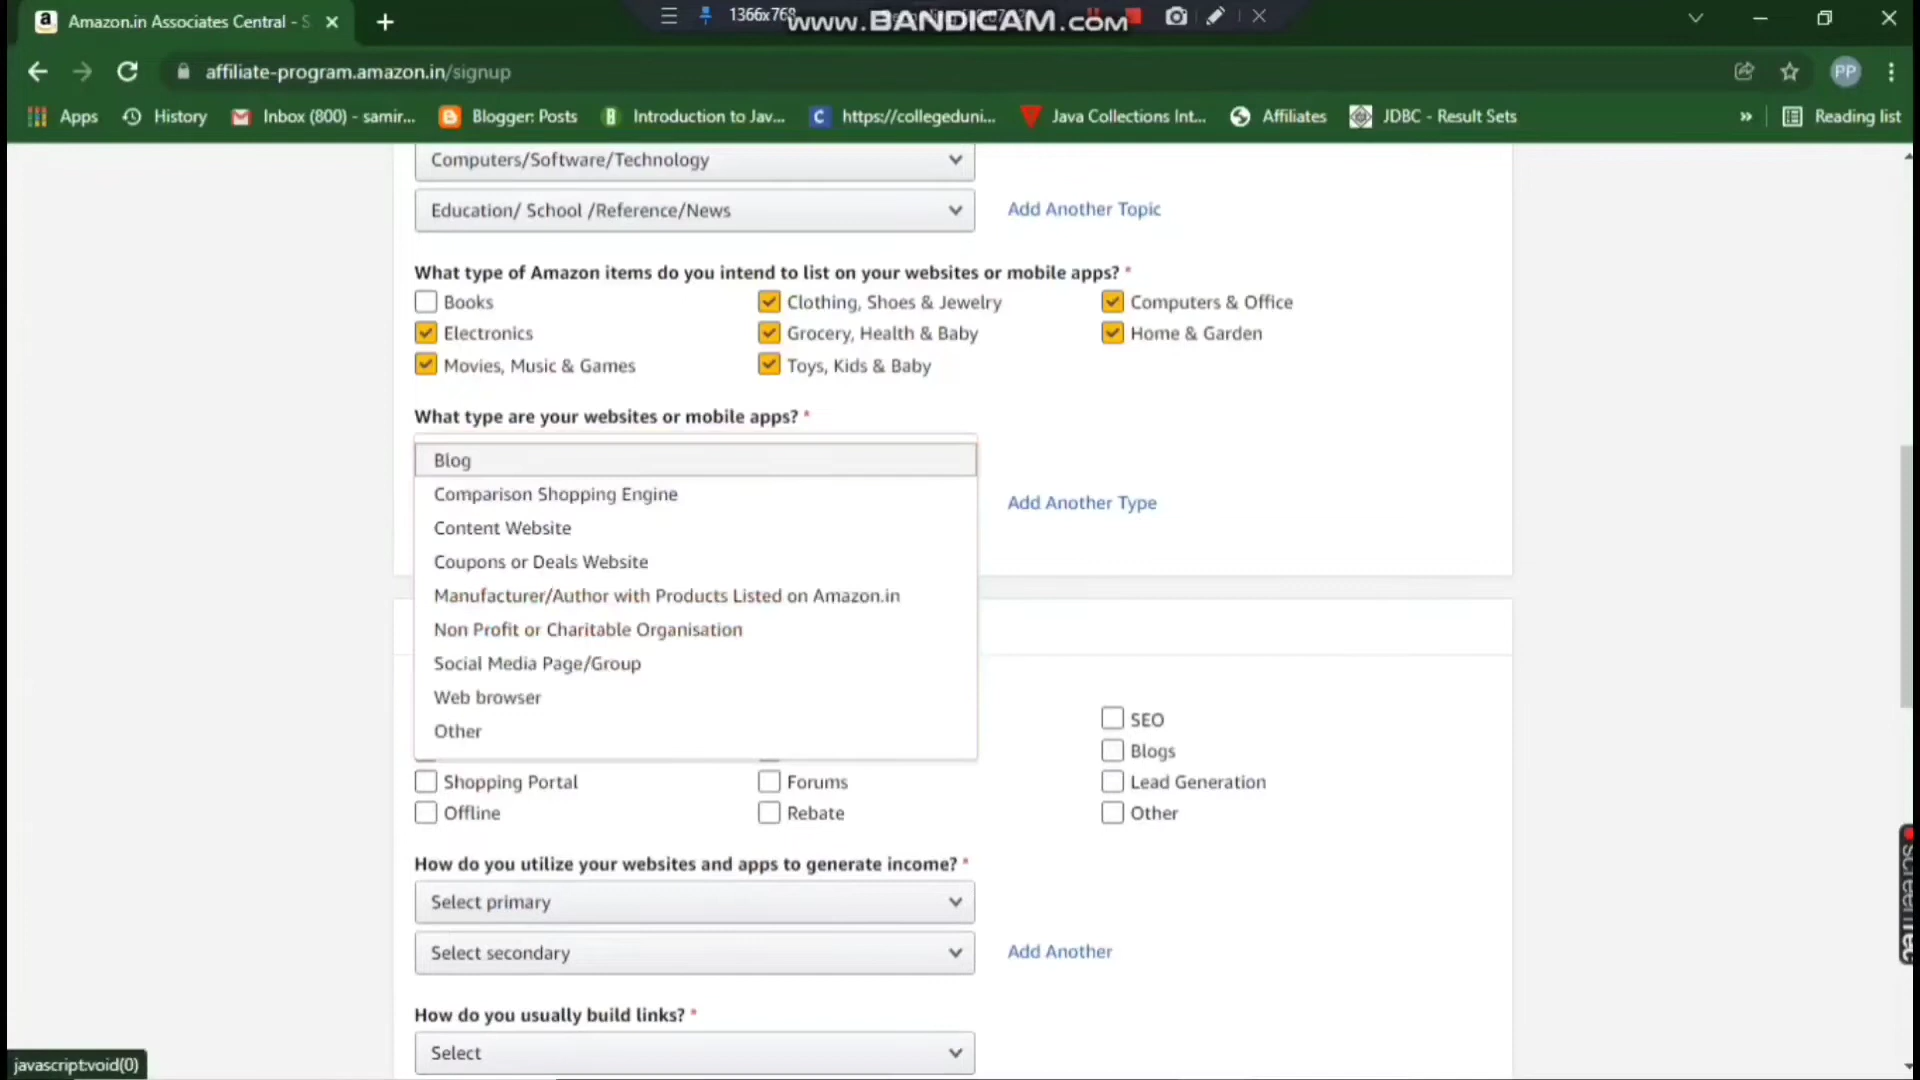 Amazon.in Associates Central - S
1366x768
www.BANDICAM.com
affiliate-program.amazon.in/signup
PP
Apps
History
Inbox (800) - samir...
Blogger: Posts
Introduction to Jav...
https://collegeduni...
Java Collections Int...
Affiliates
JDBC - Result Sets
»
Reading list
Computers/Software/Technology
Education/ School /Reference/News
Add Another Topic
What type of Amazon items do you intend to list on your websites or mobile apps? *
Books
Clothing, Shoes & Jewelry
Computers & Office
Electronics
Grocery, Health & Baby
Home & Garden
Movies, Music & Games
Toys, Kids & Baby
What type are your websites or mobile apps? *
Blog
Comparison Shopping Engine
Content Website
Add Another Type
Coupons or Deals Website
Manufacturer/Author with Products Listed on Amazon.in
Non Profit or Charitable Organisation
Social Media Page/Group
Web browser
Other
SEO
Blogs
Shopping Portal
Forums
Lead Generation
Offline
Rebate
Other
How do you utilize your websites and apps to generate income? *
Select primary
Select secondary
Add Another
How do you usually build links? *
Select
javascript:void(0)